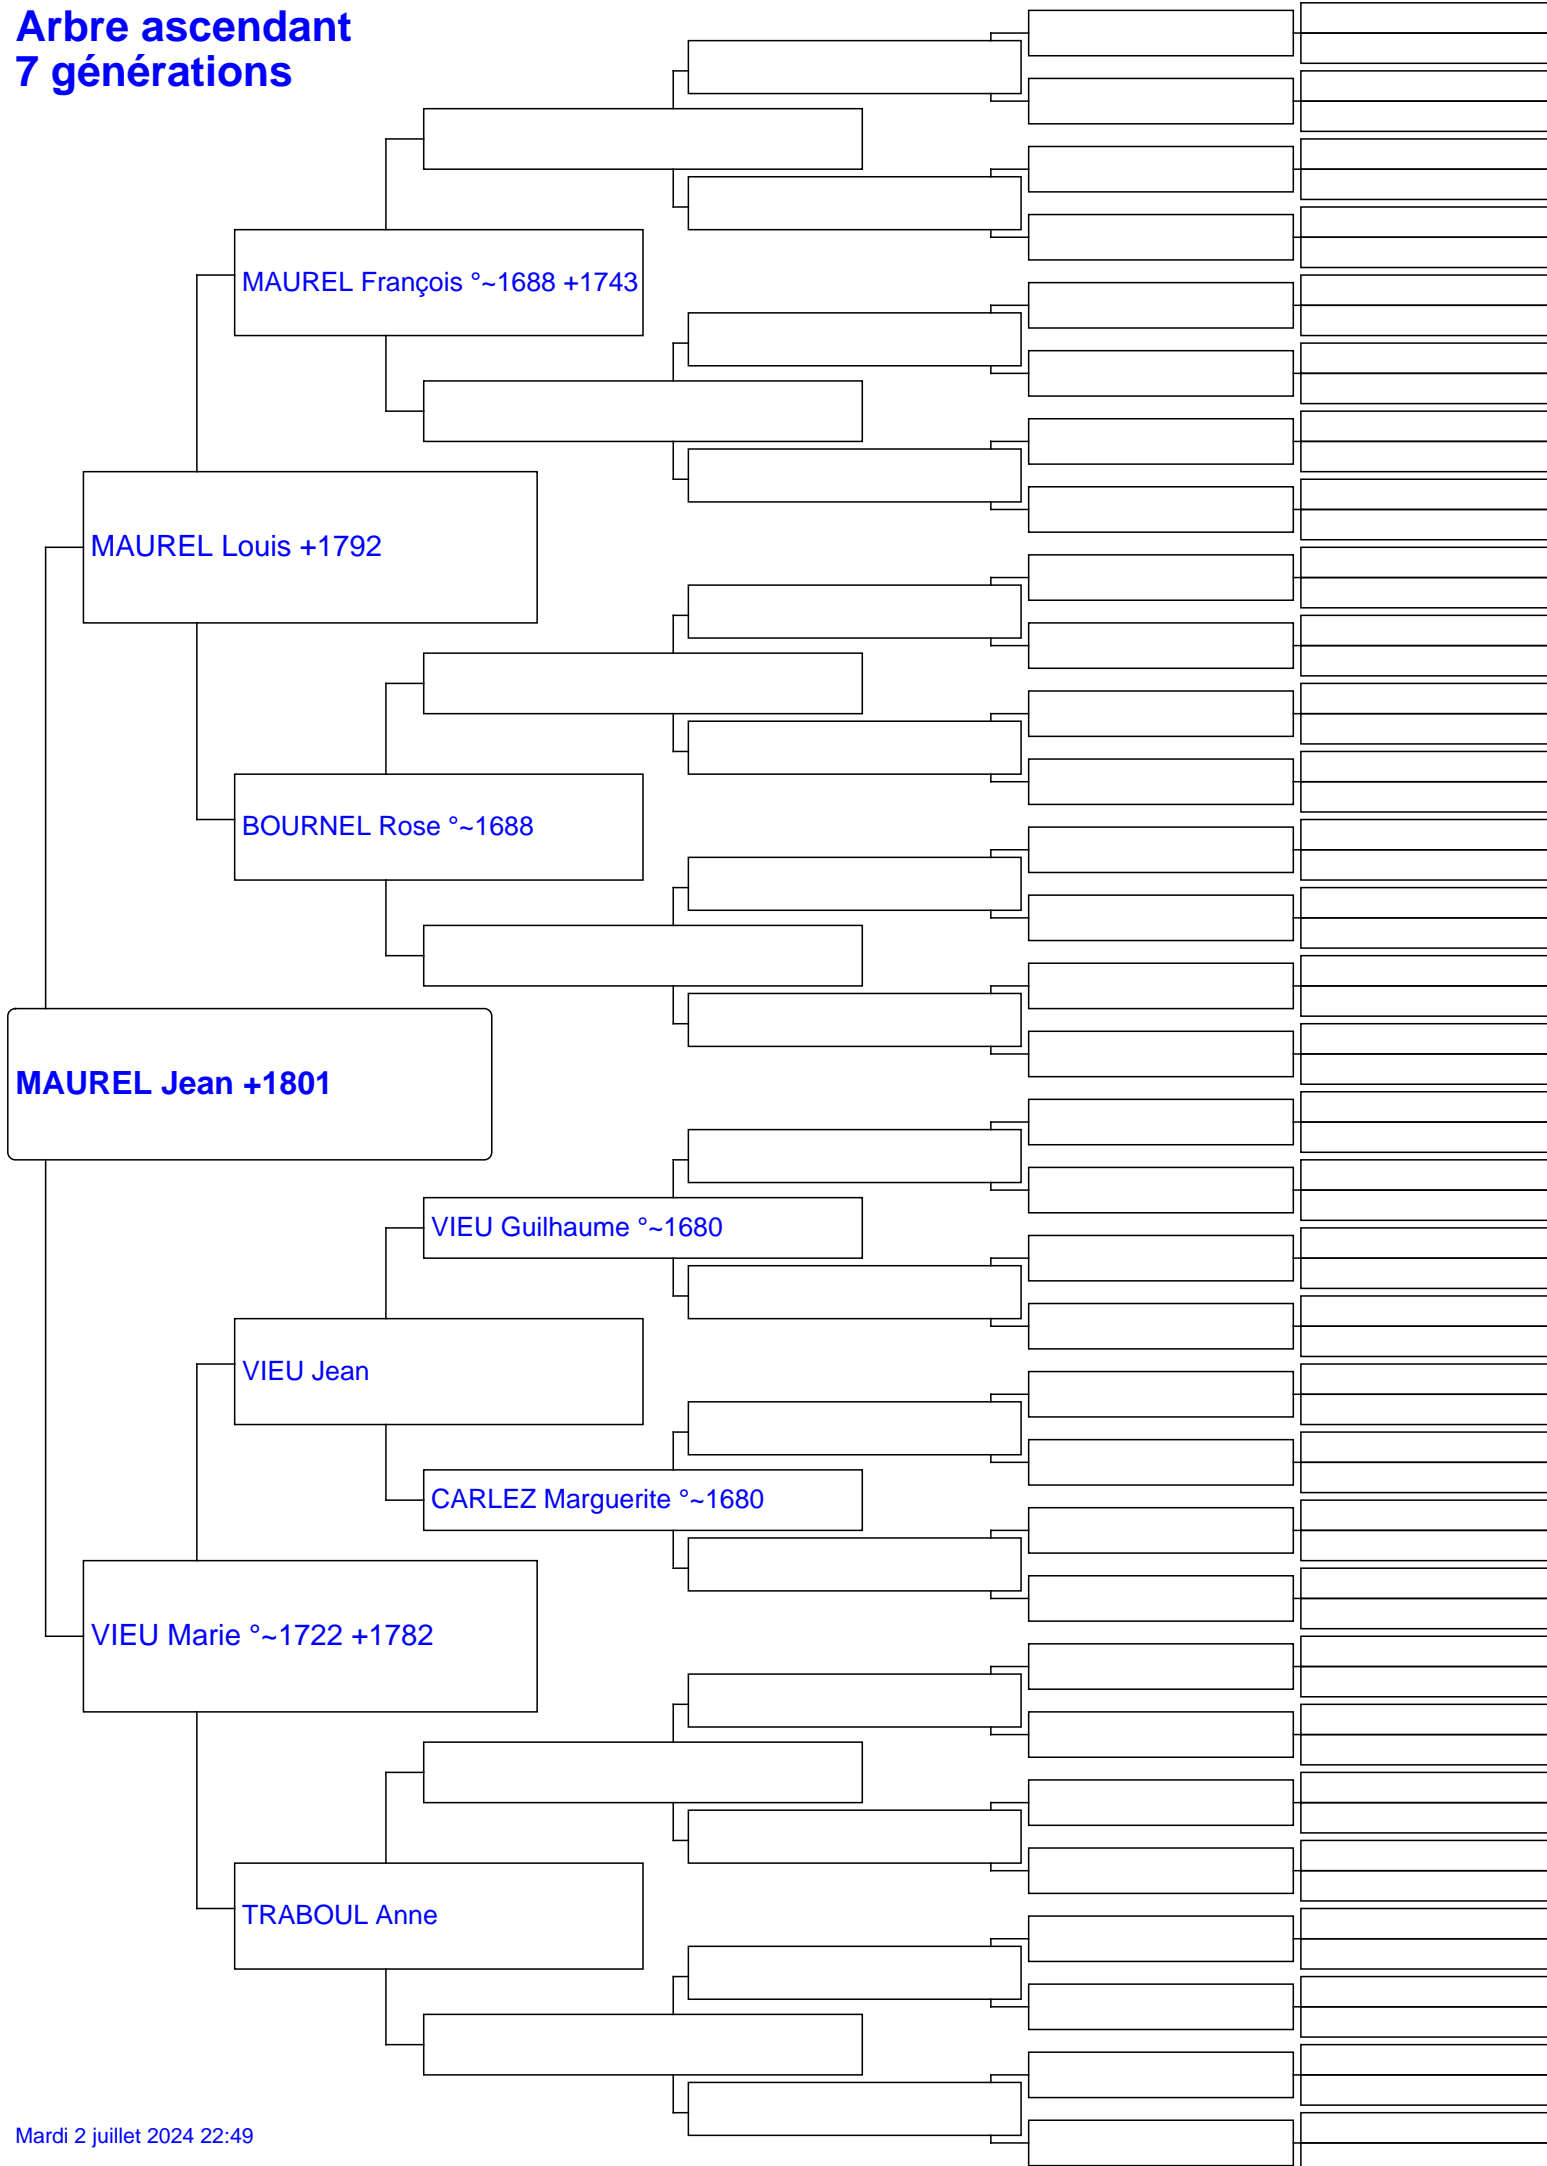 Arbre ascendant
7 générations
MAUREL François °~1688 +1743
MAUREL Louis +1792
BOURNEL Rose °~1688
MAUREL Jean +1801
VIEU Guilhaume °~1680
VIEU Jean
CARLEZ Marguerite °~1680
VIEU Marie °~1722 +1782
TRABOUL Anne
Mardi 2 juillet 2024 22:49